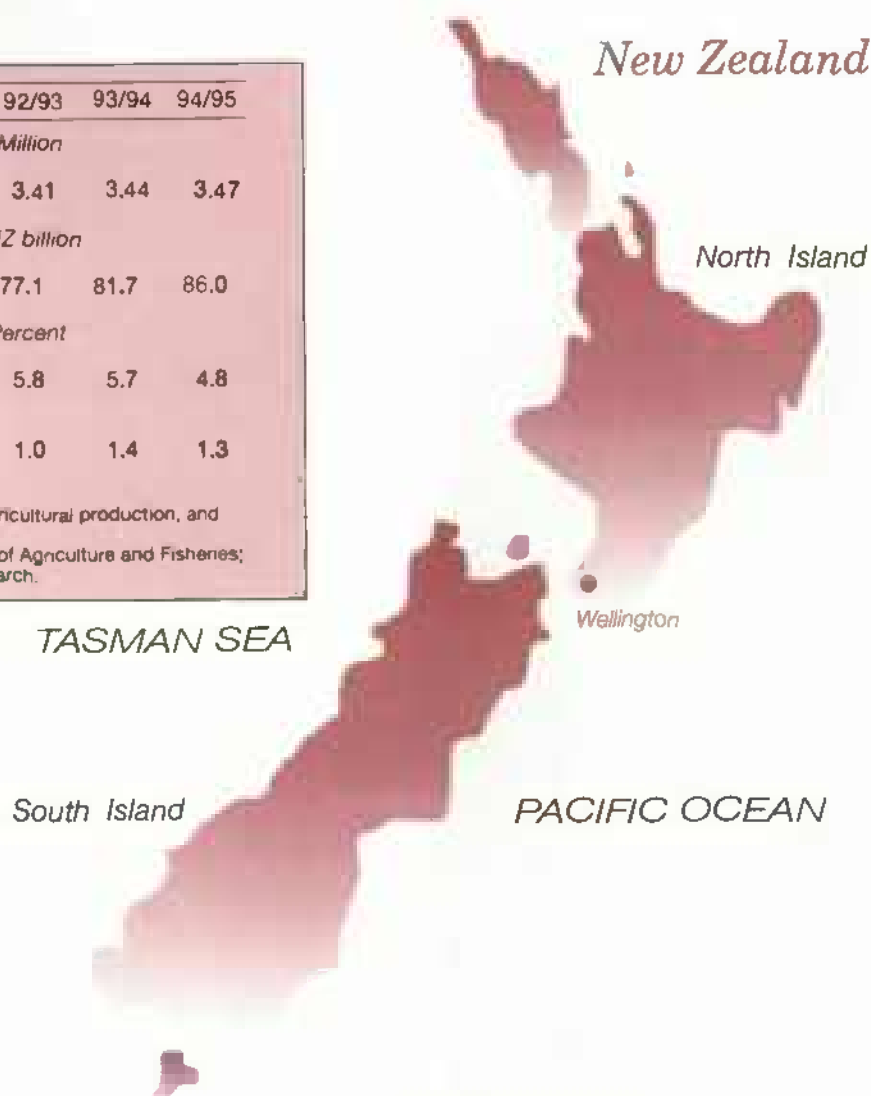 New Zealand
92/93 93/94 94/95
Million
3.41 3.44 3.47
Z billion
77.1 81.7 86.0
Percent
5.8 5.7 4.8
1.0 1.4 1.3
ricultural production, and
of Agriculture and Fisheries;
arch.
North Island
Wellington
TASMAN SEA
South Island
PACIFIC OCEAN